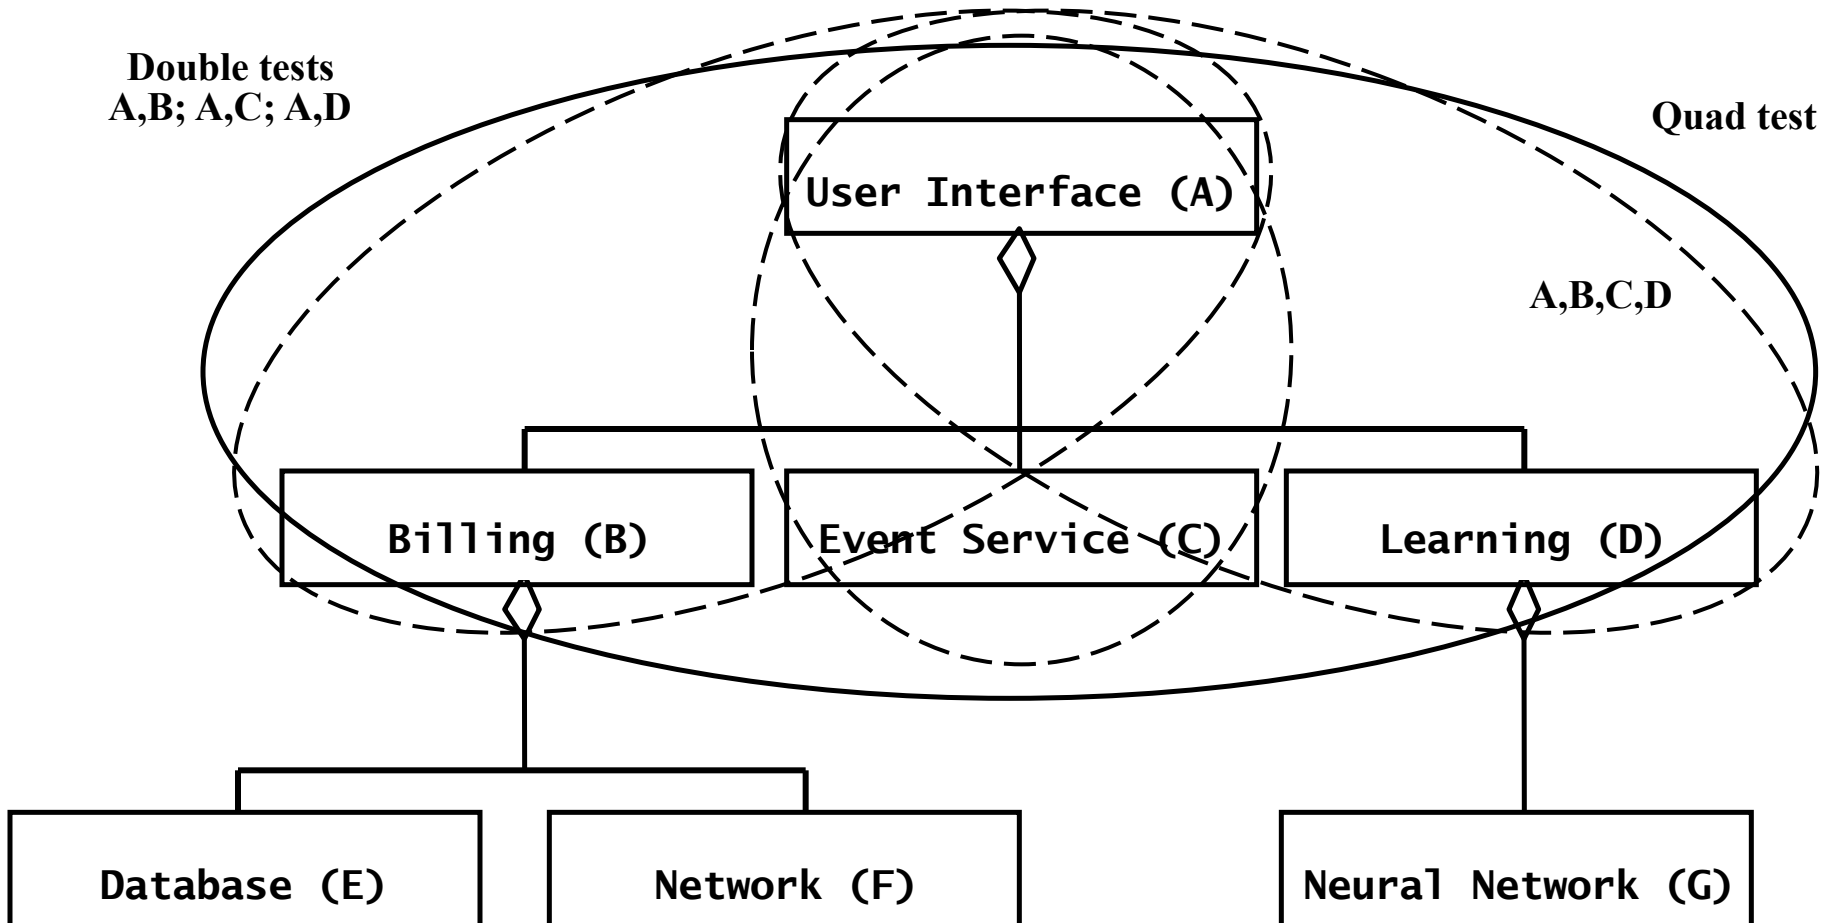 Double tests
A,B; A,C; A,D
Quad test
User Interface (A)
A,B,C,D
Billing (B)
Event Service (C)
Learning (D)
Database (E)
Network (F)
Neural Network (G)